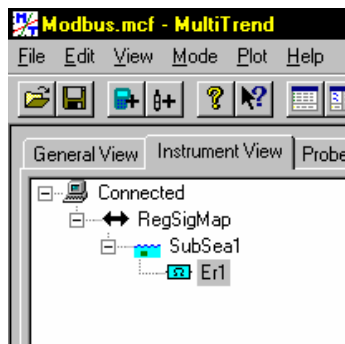 Modbus.mcf - MultiTrend
File Edit View Mode Plot Help
General View Instrument View Probe
Connected
RegSigMap
SubSea1
Er1